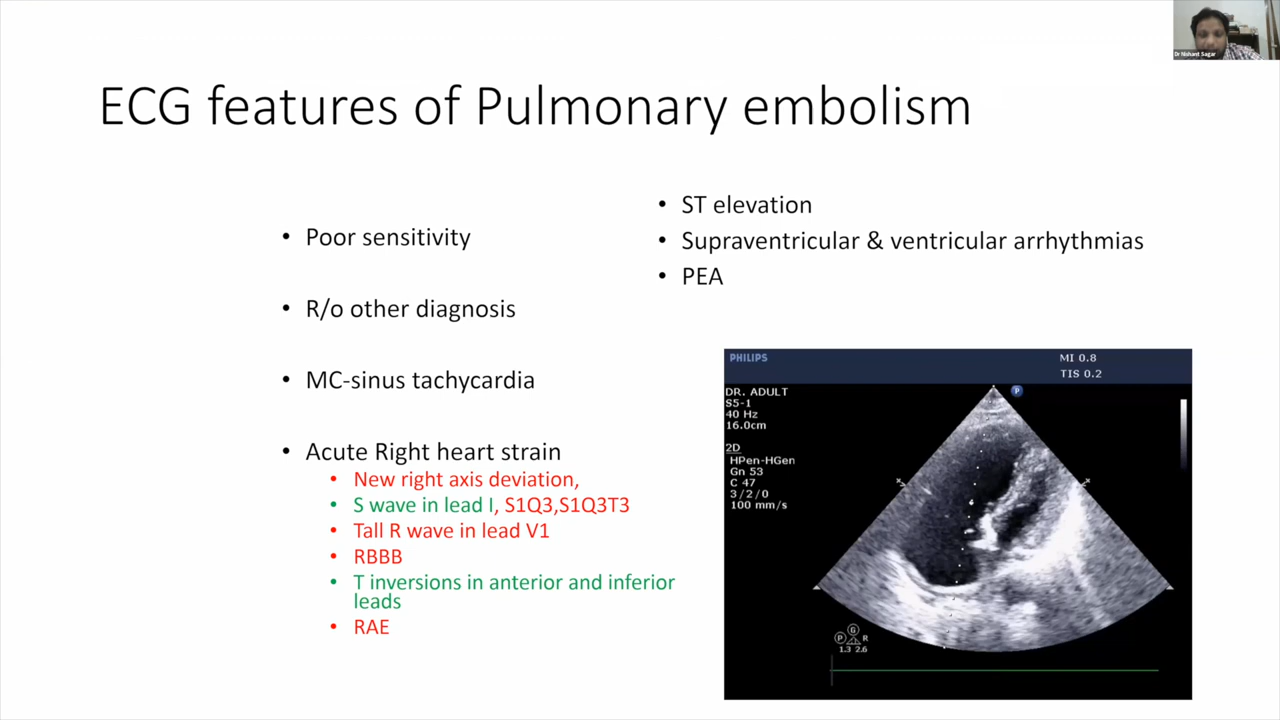 Dr Nishant Sagar
ECG features of Pulmonary embolism
• Poor sensitivity
• R/o other diagnosis
• MC-sinus tachycardia
• Acute Right heart strain
• New right axis deviation,
• S wave in lead I, S1Q3,S1Q3T3
• Tall R wave in lead V1
• RBBB
• T inversions in anterior and inferior
leads
• RAE
• ST elevation
• Supraventricular & ventricular arrhythmias
• PEA
PHILIPS
MI 0.8
TIS 0.2
DR. ADULT
S5-1
40 Hz
16.0cm
2D
HPen-HGen
Gn 53
C 47
3/2/0
100 mm/s
P
G
P R
1.3 2.6